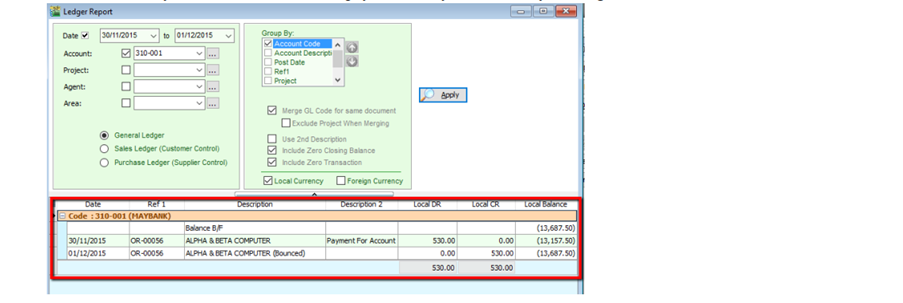 Ledger Report
Date 30/11/2015 to 01/12/2015
Account: 310-001 ...
Project: ...
Agent: ...
Area: ...
General Ledger
Sales Ledger (Customer Control)
Purchase Ledger (Supplier Control)
Group By:
Account Code
Account Descripti
Post Date
Ref1
Project
Merge GL Code for same document
Exclude Project When Merging
Use 2nd Description
Include Zero Closing Balance
Include Zero Transaction
Local Currency Foreign Currency
Apply
Date Ref 1 Description Description 2 Local DR Local CR Local Balance
Code : 310-001 (MAYBANK)
Balance B/F (13,687.50)
30/11/2015 OR-00056 ALPHA & BETA COMPUTER Payment For Account 530.00 0.00 (13,157.50)
01/12/2015 OR-00056 ALPHA & BETA COMPUTER (Bounced) 0.00 530.00 (13,687.50)
530.00 530.00